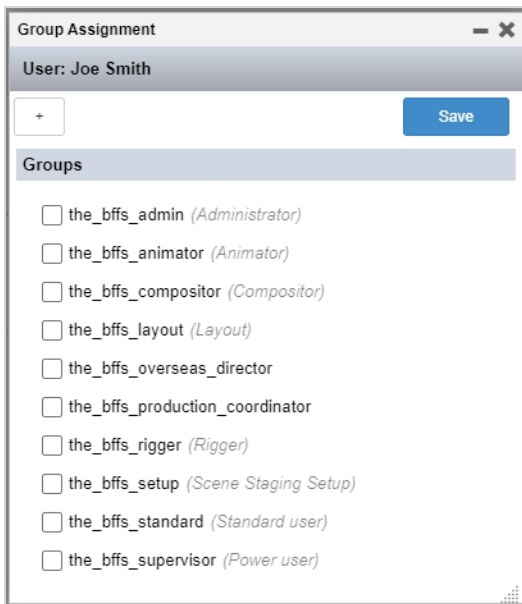 Group Assignment
User: Joe Smith
+
Save
Groups
the_bffs_admin (Administrator)
the_bffs_animator (Animator)
the_bffs_compositor (Compositor)
the_bffs_layout (Layout)
the_bffs_overseas_director
the_bffs_production_coordinator
the_bffs_rigger (Rigger)
the_bffs_setup (Scene Staging Setup)
the_bffs_standard (Standard user)
the_bffs_supervisor (Power user)